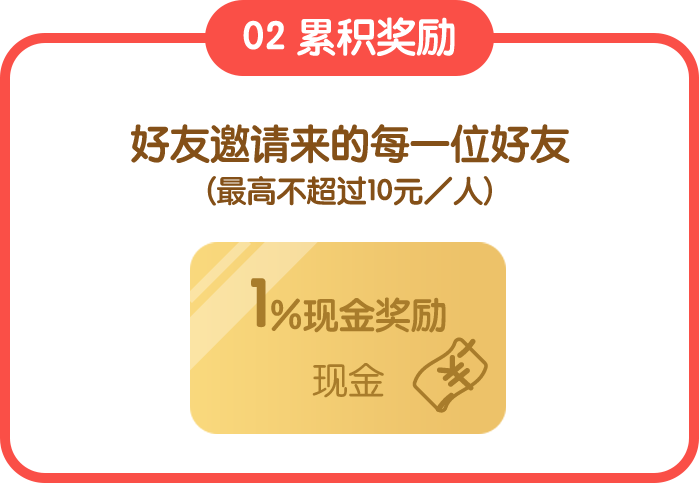 02 累积奖励
好友邀请来的每一位好友
(最高不超过10元／人)
1%现金奖励
现金
¥